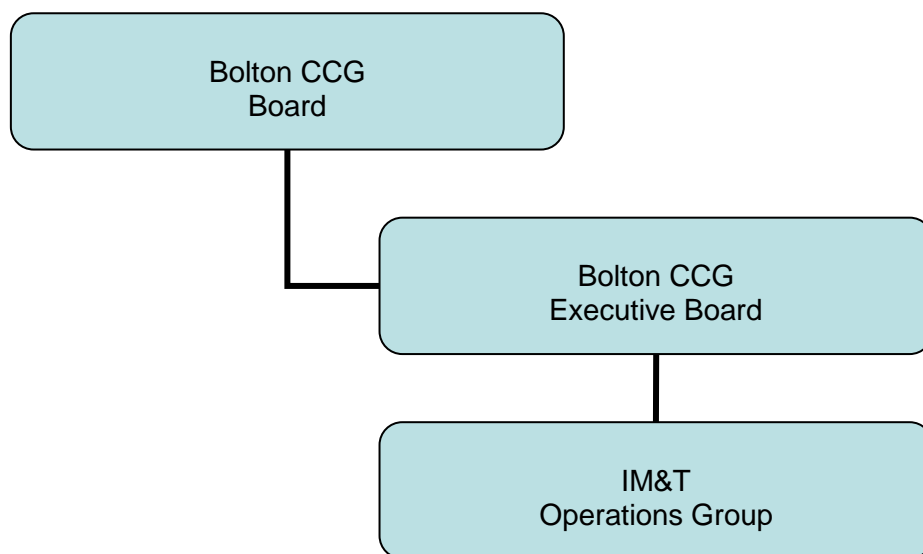 Bolton CCG
Board
Bolton CCG
Executive Board
IM&T
Operations Group